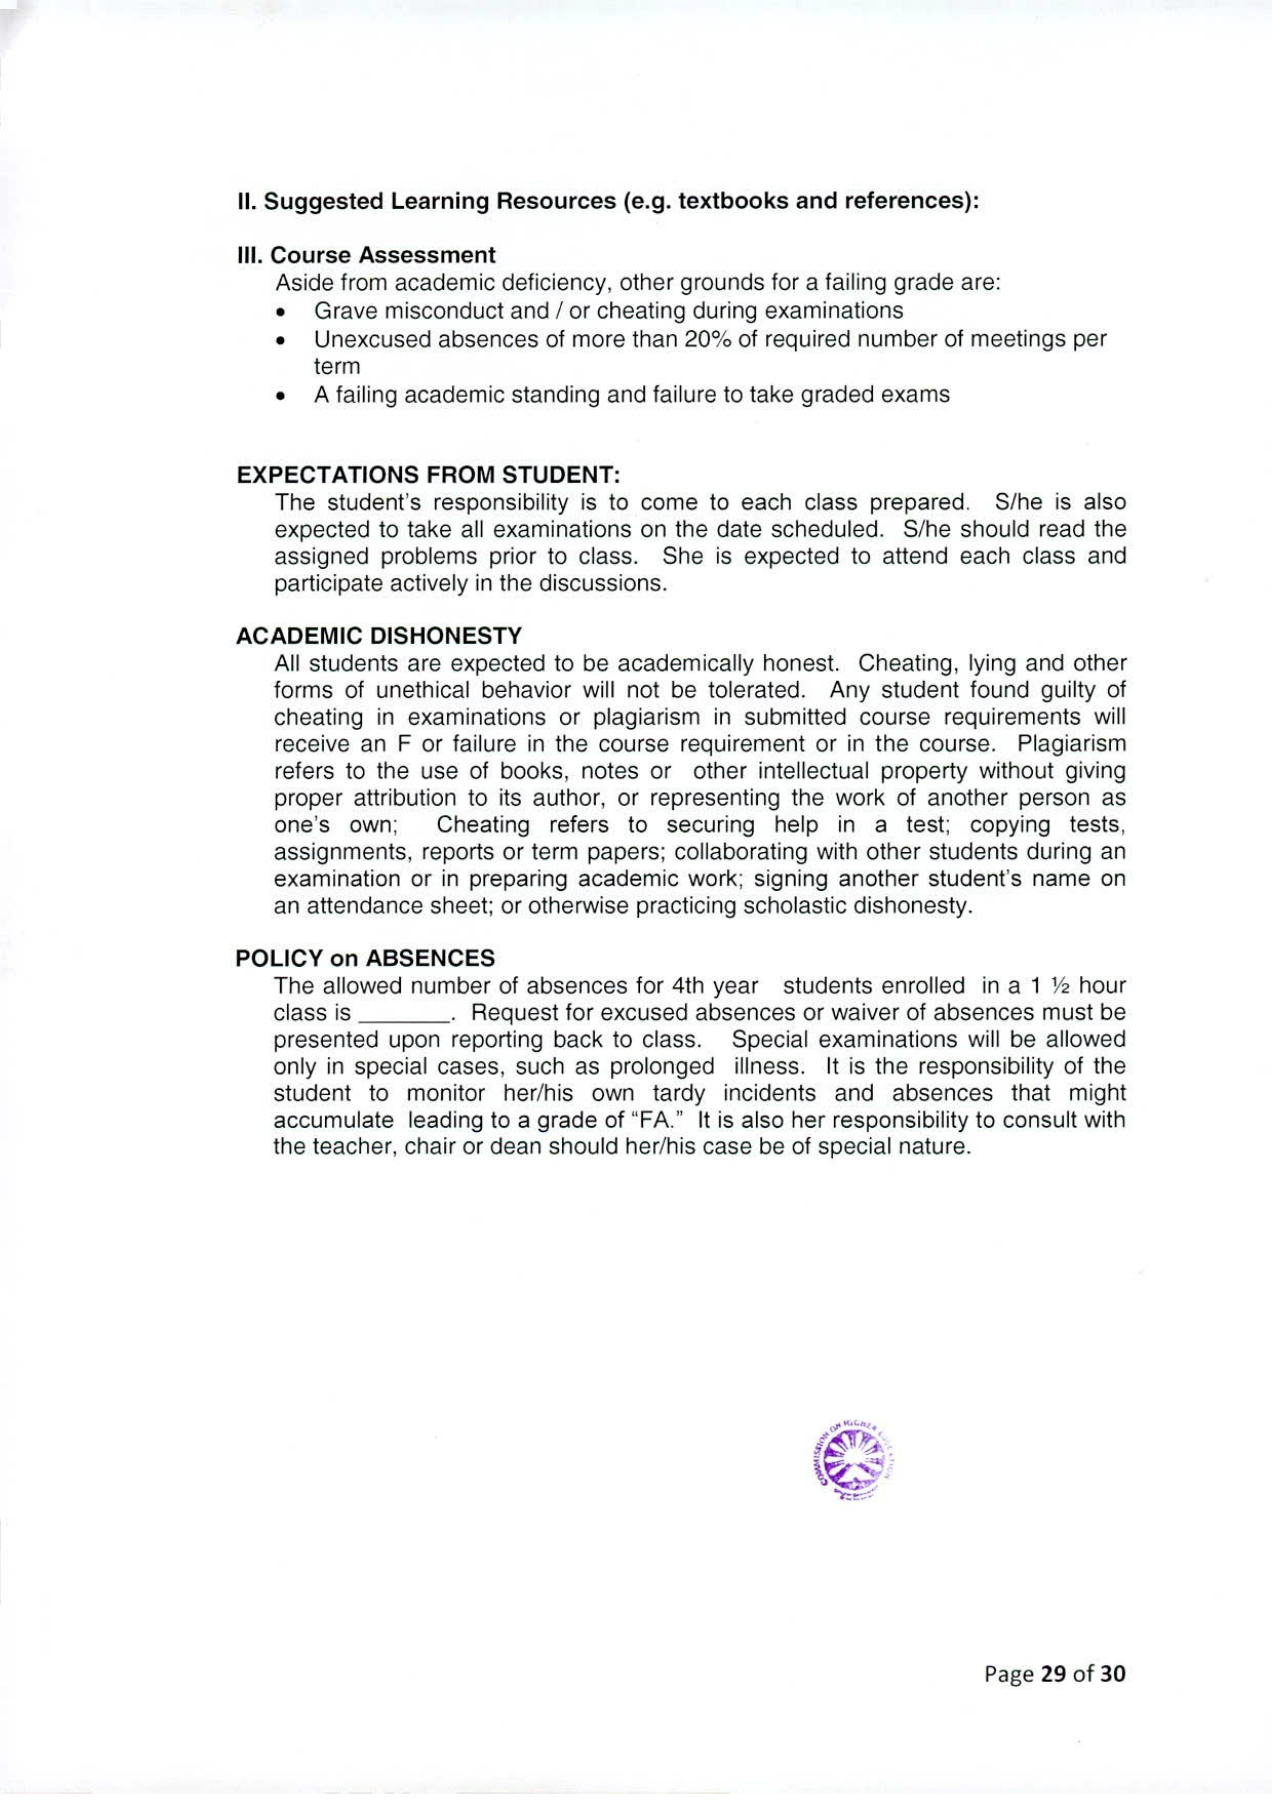 II. Suggested Learning Resources (e.g. textbooks and references):
III. Course Assessment
Aside from academic deficiency, other grounds for a failing grade are:
• Grave misconduct and / or cheating during examinations
• Unexcused absences of more than 20% of required number of meetings per
term
• A failing academic standing and failure to take graded exams
EXPECTATIONS FROM STUDENT:
The student's responsibility is to come to each class prepared. S/he is also
expected to take all examinations on the date scheduled. S/he should read the
assigned problems prior to class. She is expected to attend each class and
participate actively in the discussions.
ACADEMIC DISHONESTY
All students are expected to be academically honest. Cheating, lying and other
forms of unethical behavior will not be tolerated. Any student found guilty of
cheating in examinations or plagiarism in submitted course requirements will
receive an F or failure in the course requirement or in the course. Plagiarism
refers to the use of books, notes or other intellectual property without giving
proper attribution to its author, or representing the work of another person as
one's own; Cheating refers to securing help in a test; copying tests,
assignments, reports or term papers; collaborating with other students during an
examination or in preparing academic work; signing another student's name on
an attendance sheet; or otherwise practicing scholastic dishonesty.
POLICY on ABSENCES
The allowed number of absences for 4th year students enrolled in a 1 ½ hour
class is ________. Request for excused absences or waiver of absences must be
presented upon reporting back to class. Special examinations will be allowed
only in special cases, such as prolonged illness. It is the responsibility of the
student to monitor her/his own tardy incidents and absences that might
accumulate leading to a grade of “FA.” It is also her responsibility to consult with
the teacher, chair or dean should her/his case be of special nature.
COMMISSION ON HIGHER EDUCATION
Page 29 of 30